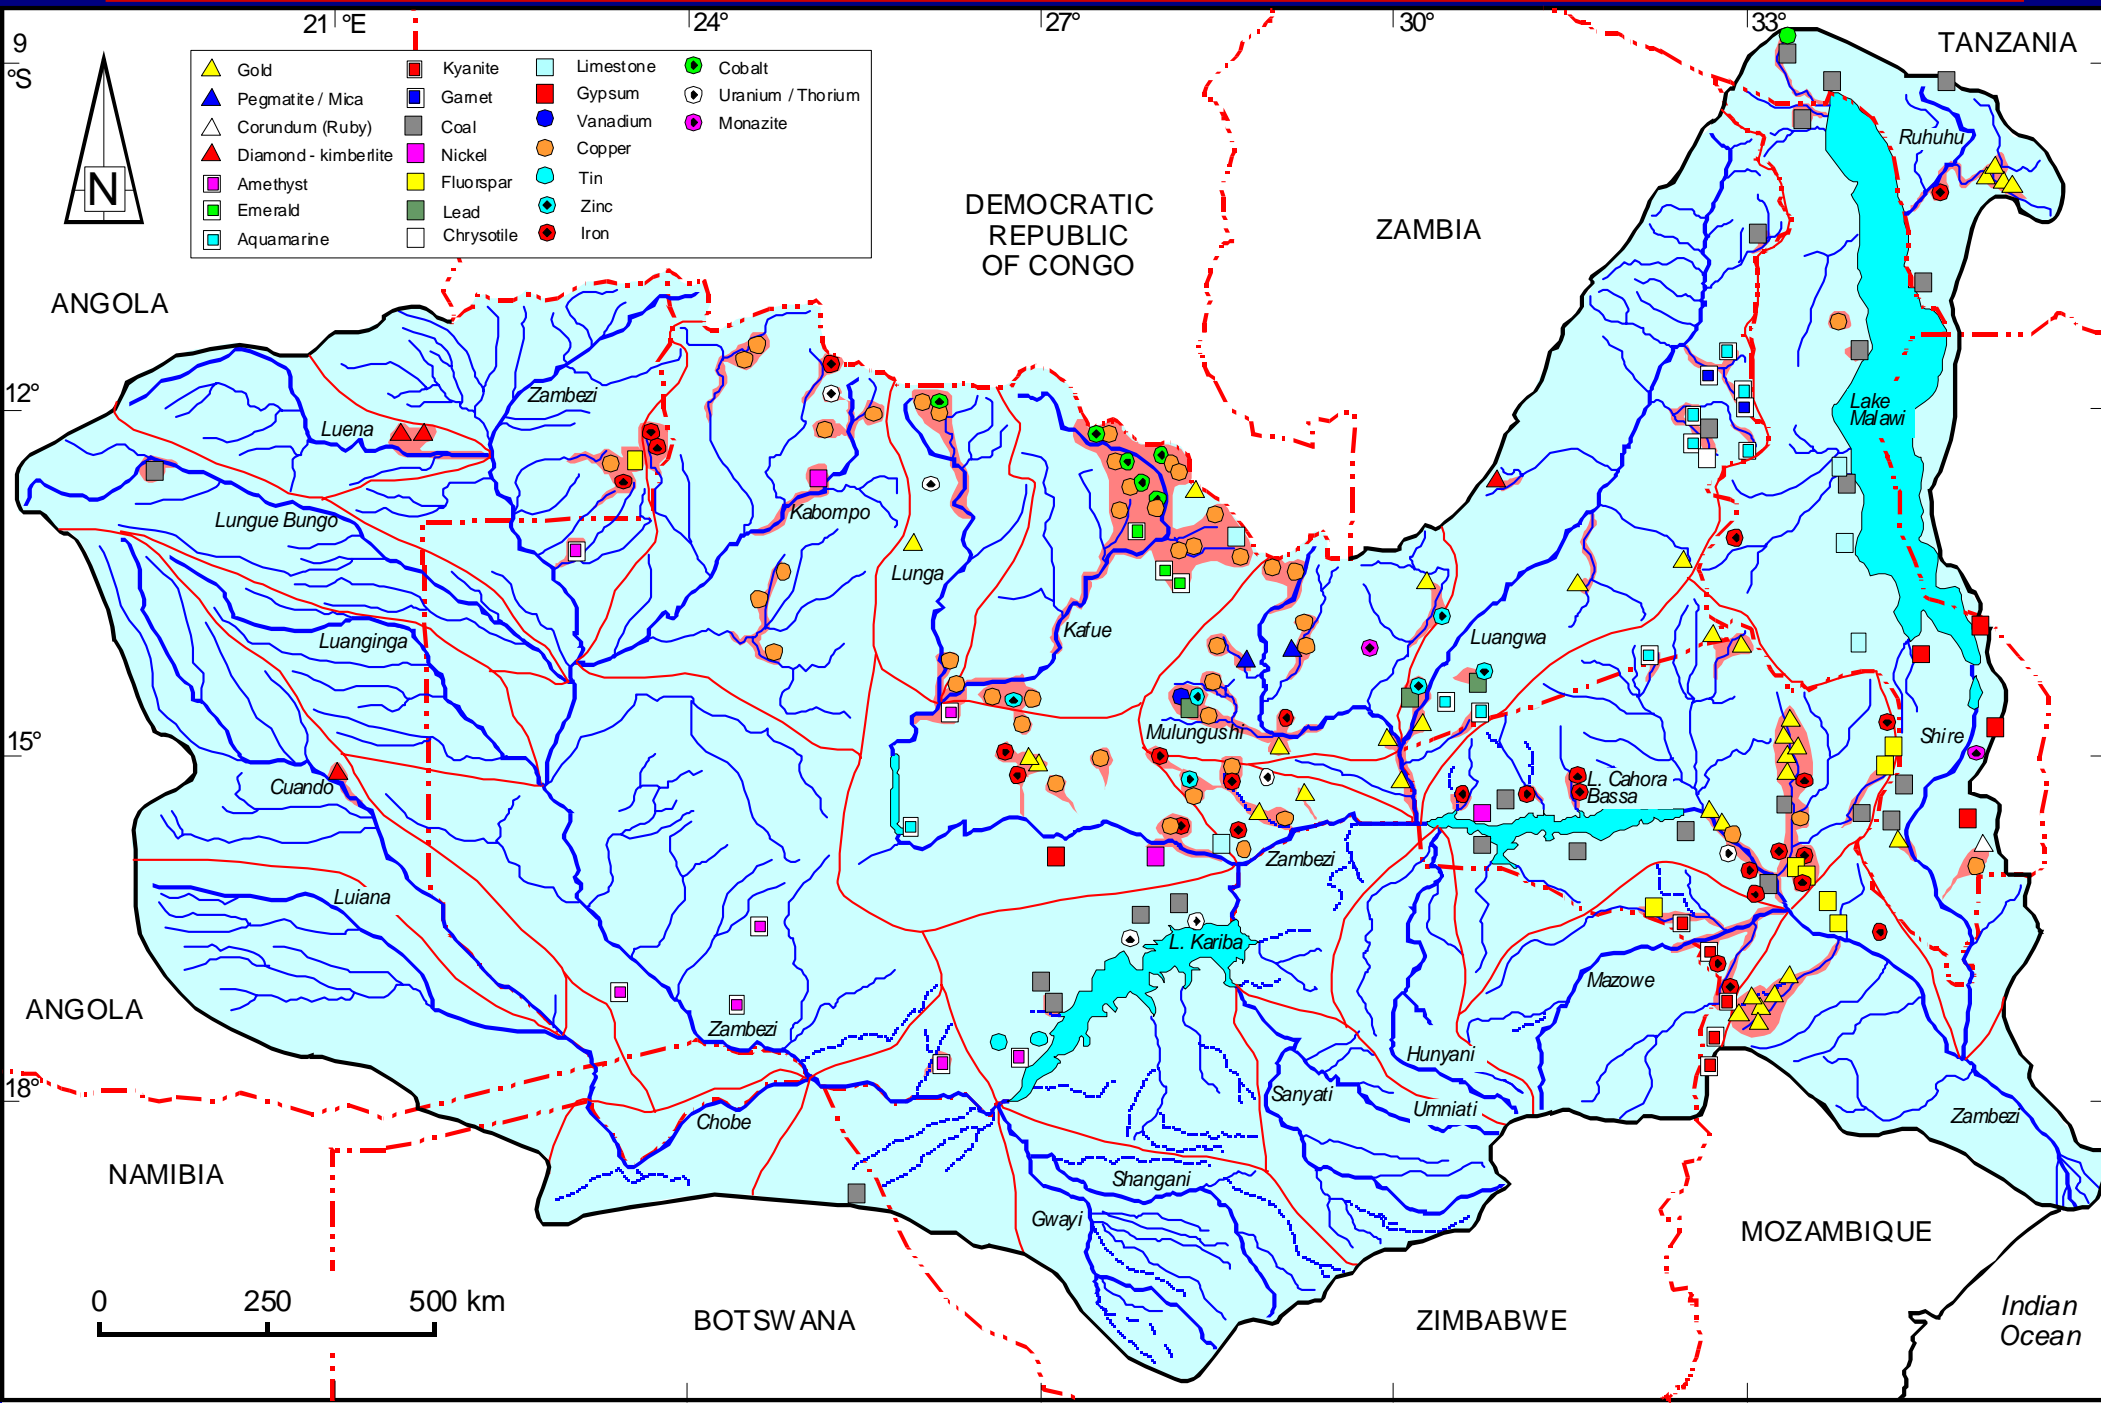 21 °E
24°
27°
30°
33°
9
°S
12°
15°
18°
N
Gold
Pegmatite / Mica
Corundum (Ruby)
Diamond - kimberlite
Amethyst
Emerald
Aquamarine
Kyanite
Garnet
Coal
Nickel
Fluorspar
Lead
Chrysotile
Limestone
Gypsum
Vanadium
Copper
Tin
Zinc
Iron
Cobalt
Uranium / Thorium
Monazite
TANZANIA
Ruhuhu
DEMOCRATIC
REPUBLIC
OF CONGO
ZAMBIA
ANGOLA
Zambezi
Luena
Lake
Malawi
Lungue Bungo
Kabompo
Lunga
Kafue
Luanginga
Luangwa
Mulungushi
Shire
Cuando
L. Cahora
Bassa
Zambezi
Luiana
L. Kariba
Mazowe
ANGOLA
Zambezi
Hunyani
Sanyati
Umniati
Chobe
Zambezi
NAMIBIA
Shangani
Gwayi
MOZAMBIQUE
0 250 500 km
BOTSWANA
ZIMBABWE
Indian
Ocean